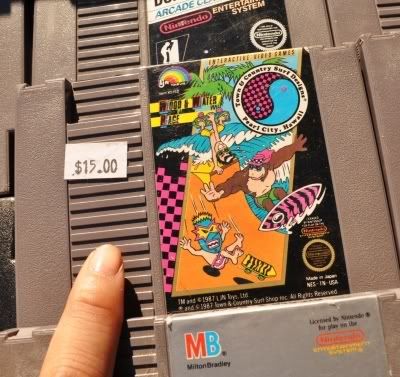 ARCADE CLA
Nintendo ENTERTAINMENT
SYSTEM
INTERACTIVE VIDEO GAMES
Town & Country Surf Designs
Pearl City, Hawaii
WOOD & WATER
RAGE
$15.00
Made in Japan
NES-TN-USA
TM and © 1987 LJN Toys, Ltd.
® and © 1987 Town & Country Surf Shop Inc. All Rights Reserved.
MB
Milton Bradley
Licensed by Nintendo®
for play on the
Nintendo
ENTERTAINMENT
SYSTEM